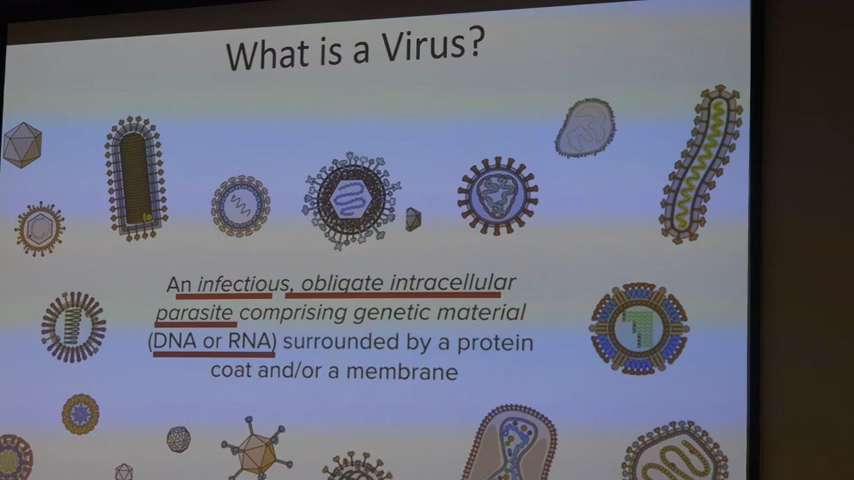 What is a Virus?
An infectious, obligate intracellular
parasite comprising genetic material
(DNA or RNA) surrounded by a protein
coat and/or a membrane